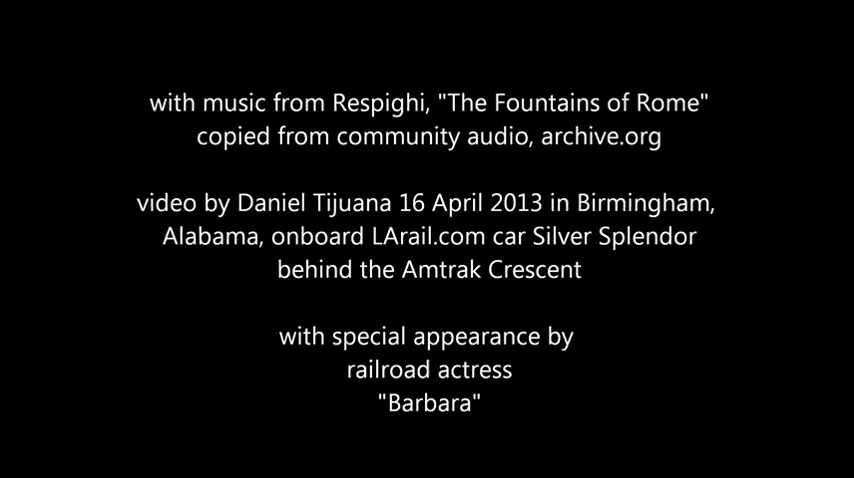 with music from Respighi, "The Fountains of Rome"
copied from community audio, archive.org
video by Daniel Tijuana 16 April 2013 in Birmingham,
Alabama, onboard LArail.com car Silver Splendor
behind the Amtrak Crescent
with special appearance by
railroad actress
"Barbara"